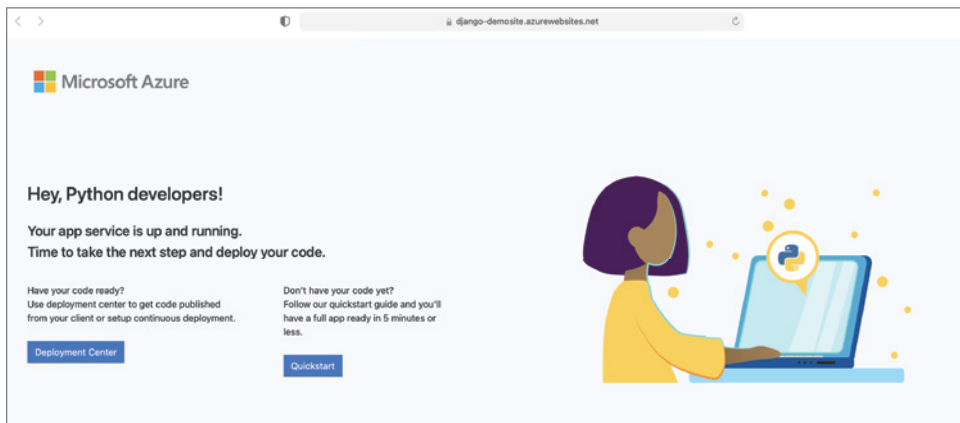 django-demosite.azurewebsites.net
Microsoft Azure
Hey, Python developers!
Your app service is up and running.
Time to take the next step and deploy your code.
Have your code ready?
Use deployment center to get code published
from your client or setup continuous deployment.
Deployment Center
Don't have your code yet?
Follow our quickstart guide and you'll
have a full app ready in 5 minutes or
less.
Quickstart